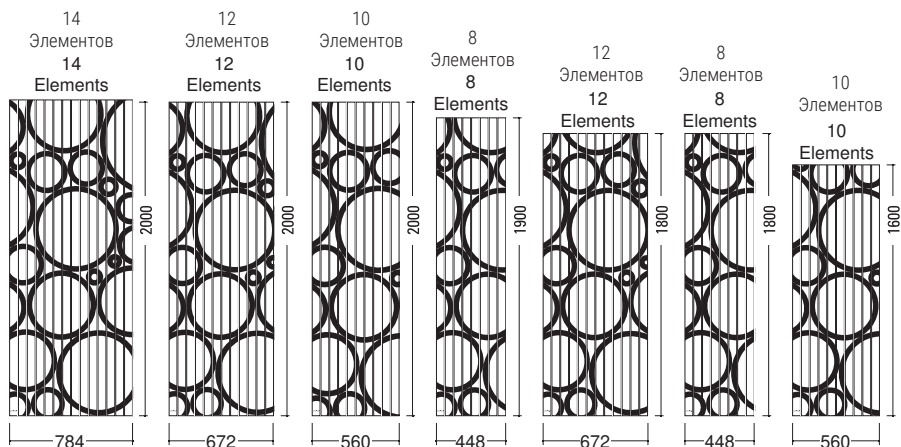 14
Элементов
14
Elements
12
Элементов
12
Elements
10
Элементов
10
Elements
8
Элементов
8
Elements
12
Элементов
12
Elements
8
Элементов
8
Elements
10
Элементов
10
Elements
2000
2000
2000
1900
1800
1800
1600
784
672
560
448
672
448
560